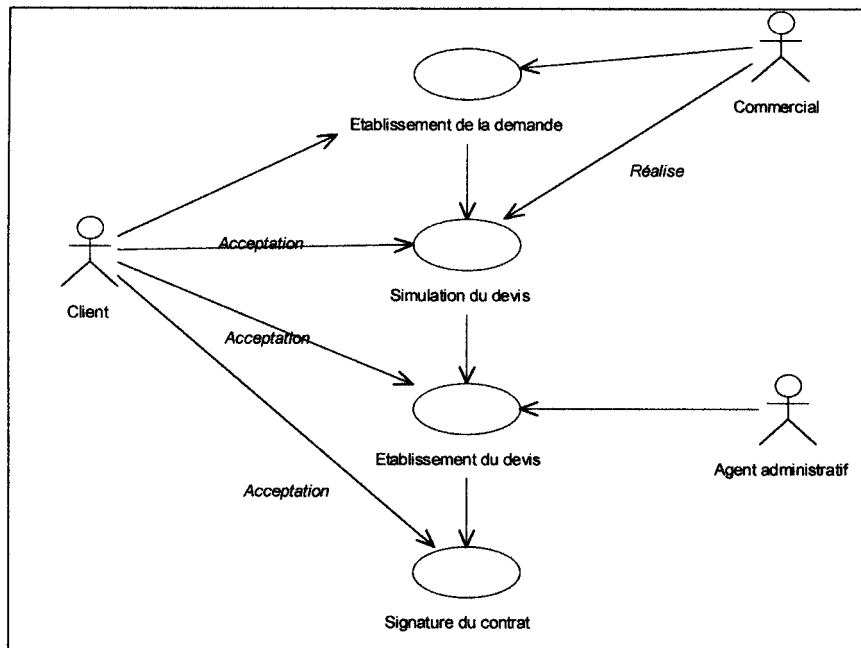 Commercial
Etablissement de la demande
Réalise
Acceptation
Client
Simulation du devis
Acceptation
Agent administratif
Etablissement du devis
Acceptation
Signature du contrat